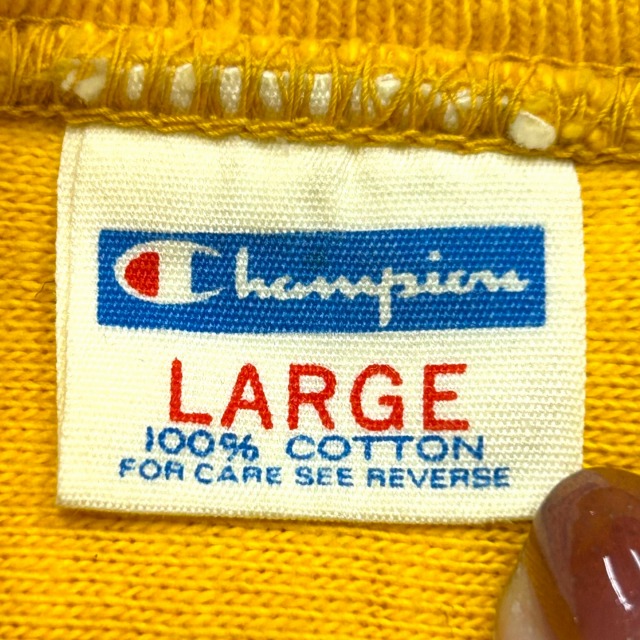 Champion
LARGE
100% COTTON
FOR CARE SEE REVERSE